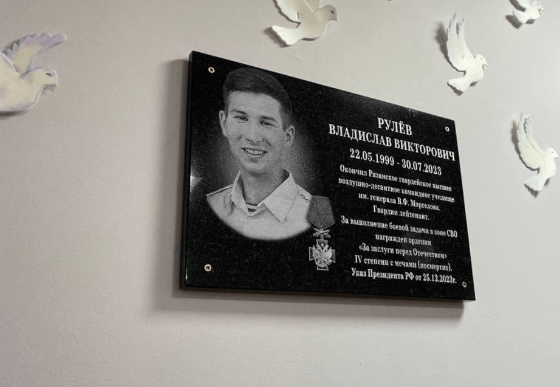 РУЛЁВ
ВЛАДИСЛАВ ВИКТОРОВИЧ
22.05.1999 - 30.07.2023
Окончил Рязанское гвардейское высшее
воздушно-десантное командное училище
им. генерала В.Ф. Маргелова.
Гвардии лейтенант.
За выполнение боевой задачи в зоне СВО
награжден орденом
«За заслуги перед Отечеством»
IV степени с мечами (посмертно).
Указ Президента РФ от 25.12.2023г.